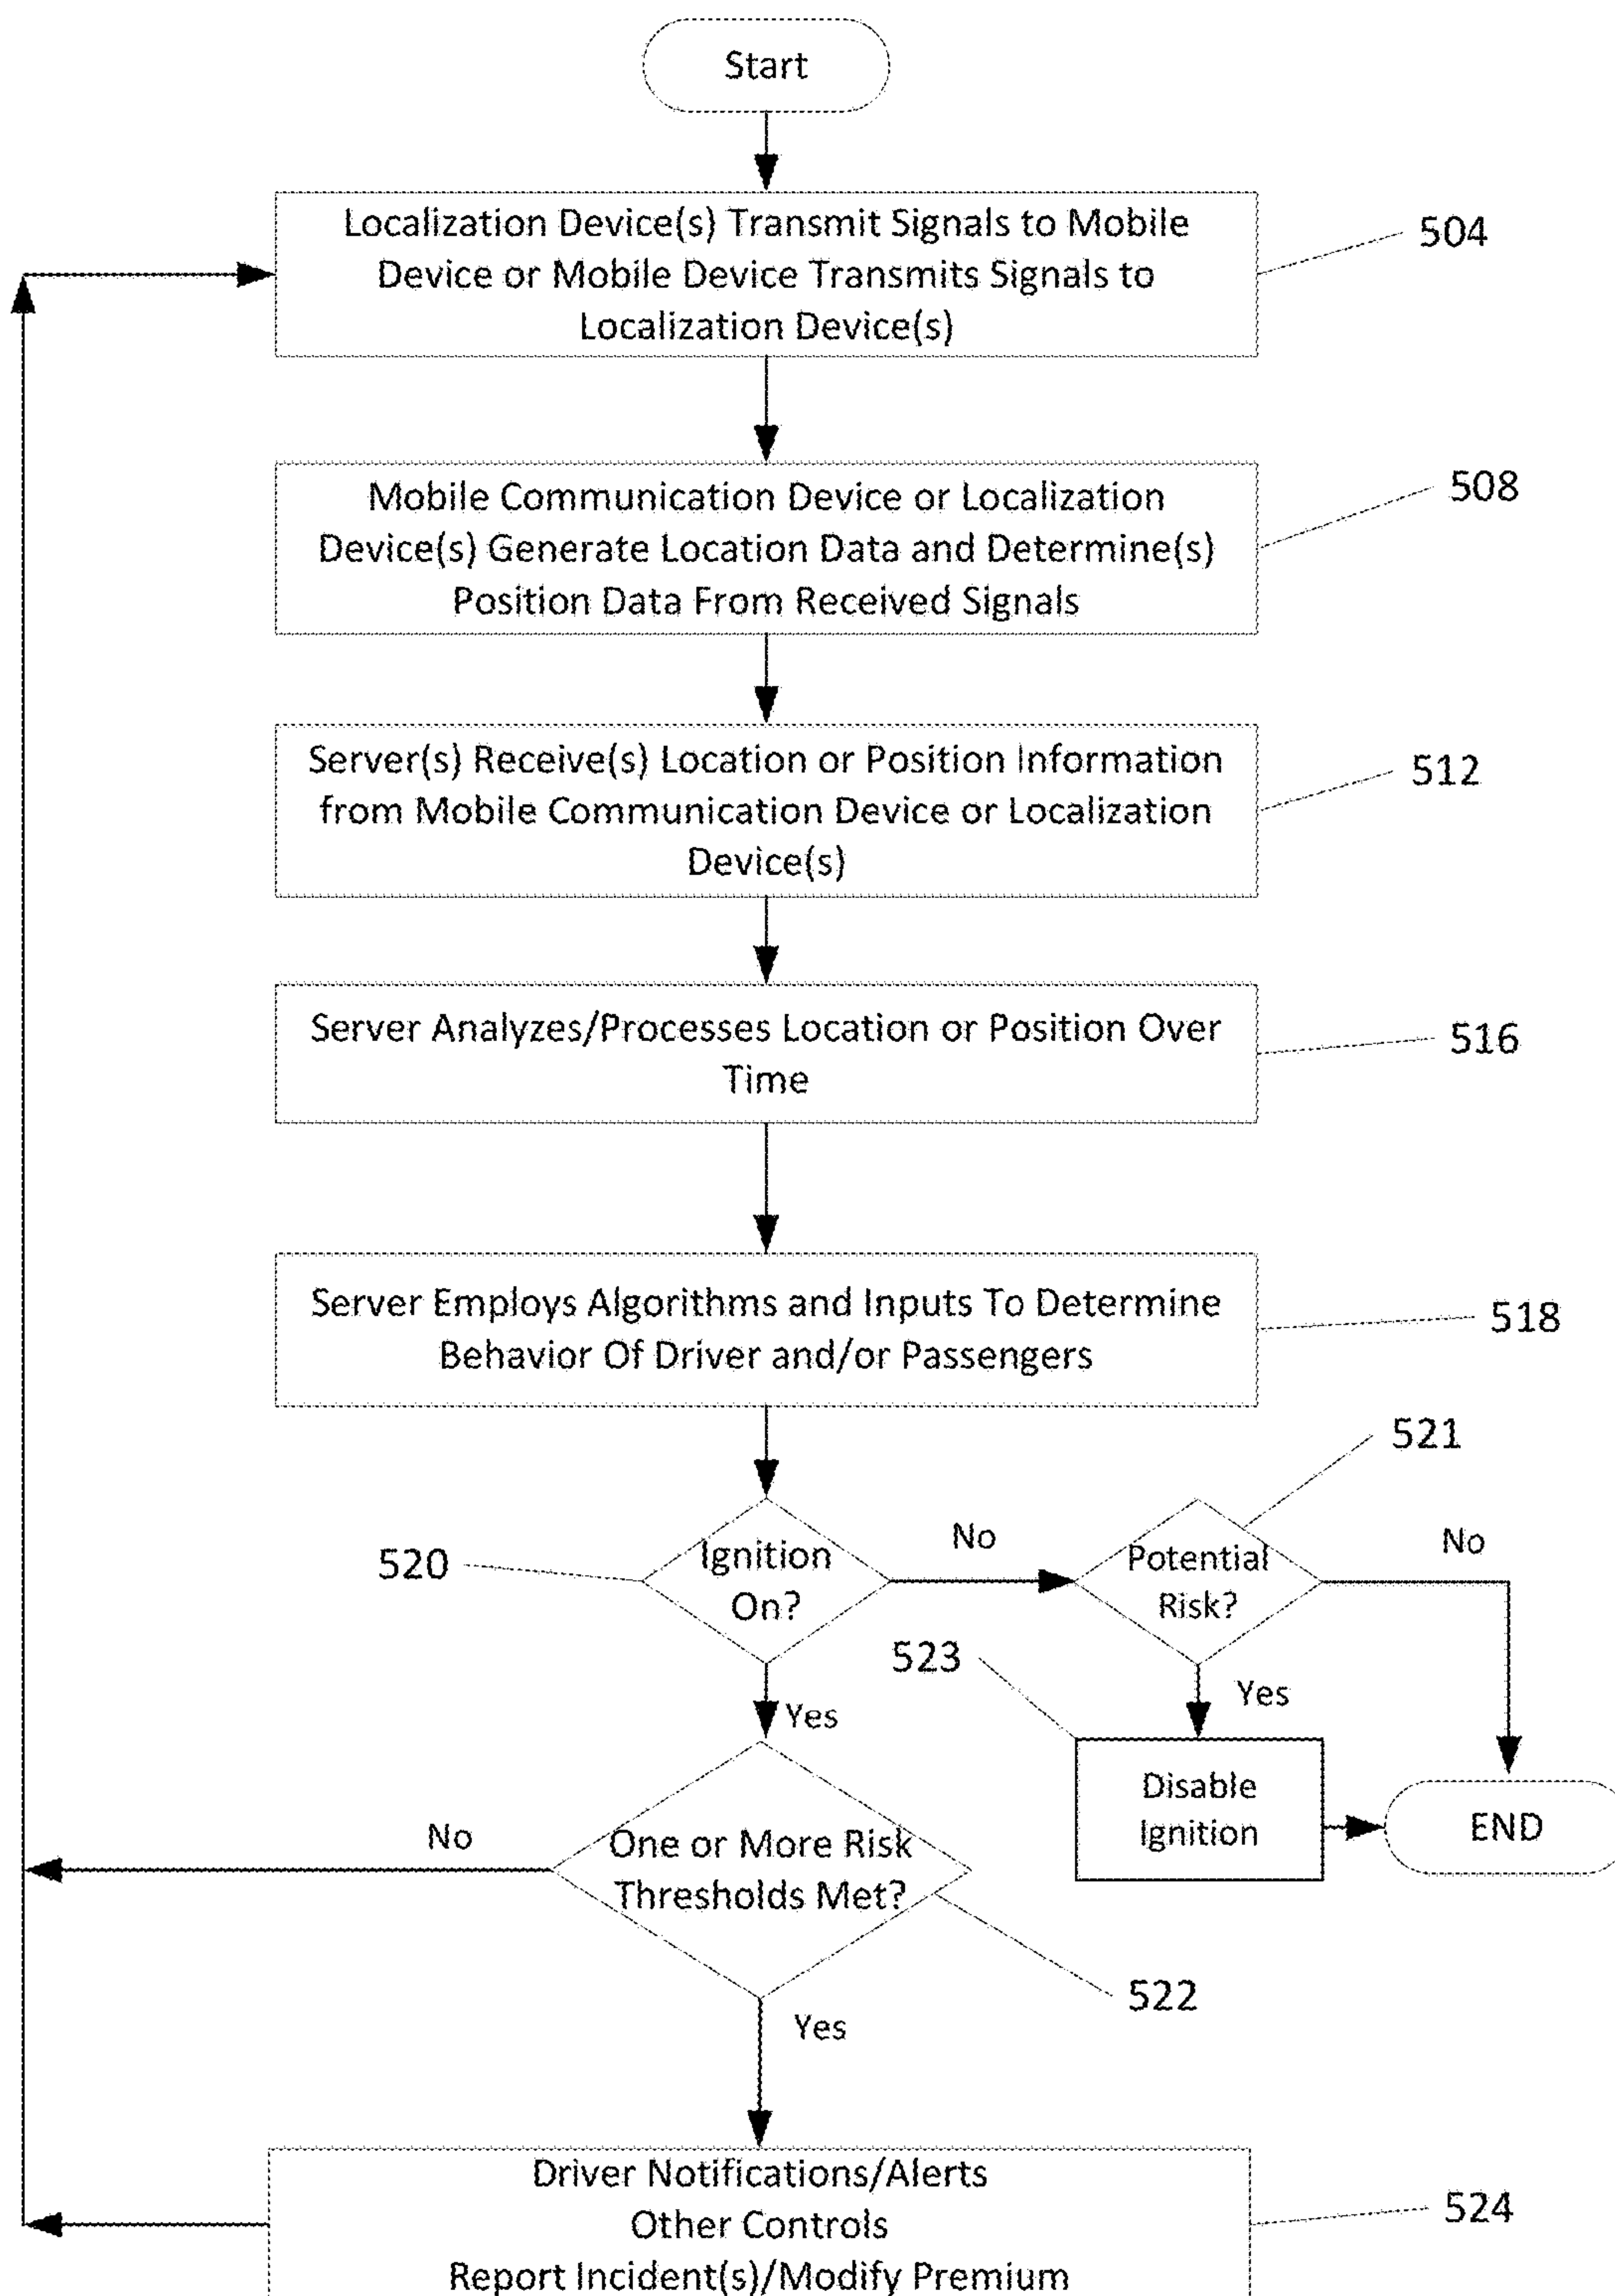 Start
Localization Device(s) Transmit Signals to Mobile
Device or Mobile Device Transmits Signals to
Localization Device(s)
504
Mobile Communication Device or Localization
Device(s) Generate Location Data and Determine(s)
Position Data From Received Signals
508
Server(s) Receive(s) Location or Position Information
from Mobile Communication Device or Localization
Device(s)
512
Server Analyzes/Processes Location or Position Over
Time
516
Server Employs Algorithms and Inputs To Determine
Behavior Of Driver and/or Passengers
518
521
520
Ignition
On?
No
Potential
Risk?
No
523
Yes
Yes
Disable
Ignition
END
No
One or More Risk
Thresholds Met?
522
Yes
Driver Notifications/Alerts
Other Controls
Report Incident(s)/Modify Premium
524